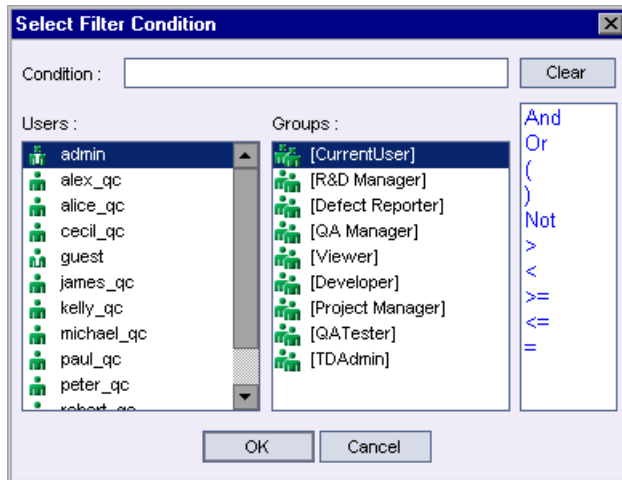 Select Filter Condition
Condition :
Clear
Users :
admin
alex_qc
alice_qc
cecil_qc
guest
james_qc
kelly_qc
michael_qc
paul_qc
peter_qc
Groups :
[CurrentUser]
[R&D Manager]
[Defect Reporter]
[QA Manager]
[Viewer]
[Developer]
[Project Manager]
[QATester]
[TDAdmin]
And
Or
(
)
Not
>
<
>=
<=
=
OK
Cancel